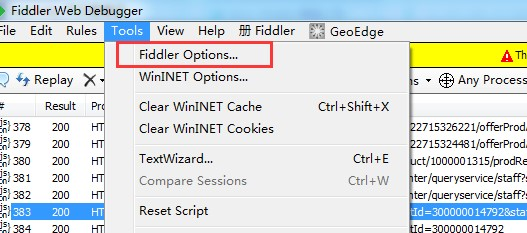 Fiddler Web Debugger
File Edit Rules Tools View Help 册 Fiddler GeoEdge
Fiddler Options...
WinINET Options...
Clear WinINET Cache Ctrl+Shift+X
Clear WinINET Cookies
TextWizard... Ctrl+E
Compare Sessions Ctrl+W
Reset Script
Th
Replay Any Process
# Result
378 200 HT 22715326221/offerProdA
379 200 HT 22715324481/offerProdA
380 200 HT uct/1000001315/prodRe
381 200 HT nter/queryservice/staff?s
382 200 HT nter/queryservice/staff?s
383 200 HT tId=300000014792&sta
384 200 HT tId=300000014792